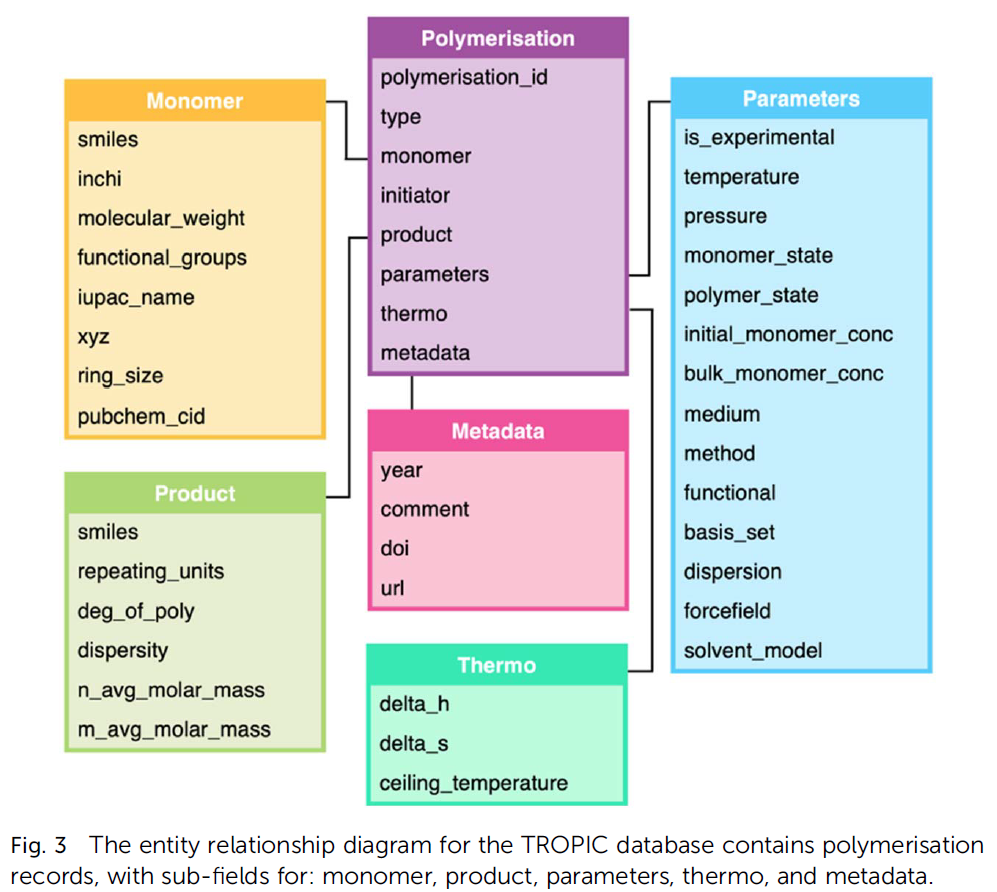 Polymerisation
polymerisation_id
type
monomer
initiator
product
parameters
thermo
metadata
Monomer
smiles
inchi
molecular_weight
functional_groups
iupac_name
xyz
ring_size
pubchem_cid
Product
smiles
repeating_units
deg_of_poly
dispersity
n_avg_molar_mass
m_avg_molar_mass
Metadata
year
comment
doi
url
Thermo
delta_h
delta_s
ceiling_temperature
Parameters
is_experimental
temperature
pressure
monomer_state
polymer_state
initial_monomer_conc
bulk_monomer_conc
medium
method
functional
basis_set
dispersion
forcefield
solvent_model
Fig. 3 The entity relationship diagram for the TROPIC database contains polymerisation
records, with sub-fields for: monomer, product, parameters, thermo, and metadata.